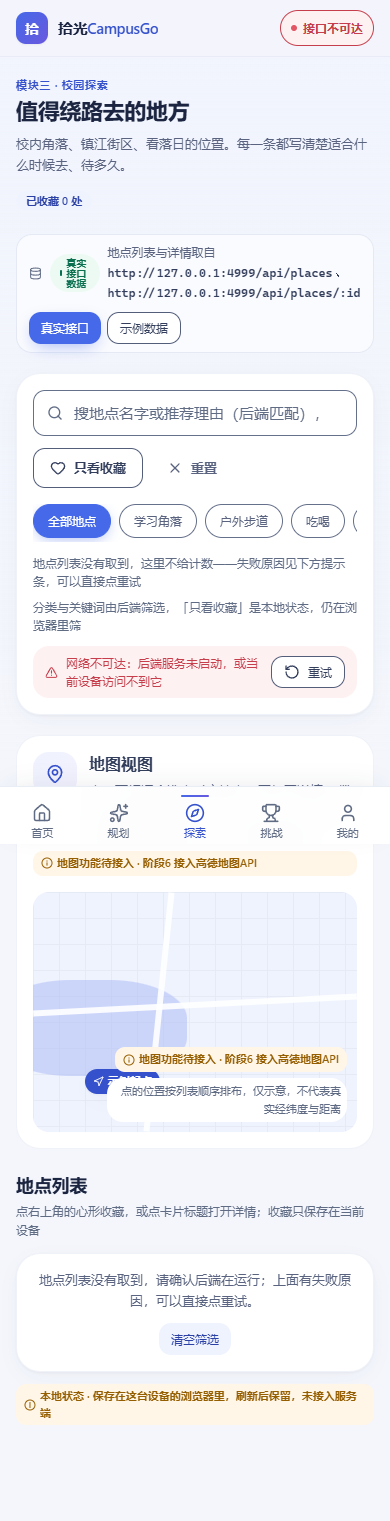 拾
拾光CampusGo
接口不可达
模块三 · 校园探索
值得绕路去的地方
校内角落、镇江街区、看落日的位置。每一条都写清楚适合什
么时候去、待多久。
已收藏 0 处
真实
接口
数据
地点列表与详情取自
http://127.0.0.1:4999/api/places、
http://127.0.0.1:4999/api/places/:id
真实接口
示例数据
搜地点名字或推荐理由（后端匹配），
只看收藏
重置
全部地点
学习角落
户外步道
吃喝
地点列表没有取到，这里不给计数——失败原因见下方提示
条，可以直接点重试
分类与关键词由后端筛选，「只看收藏」是本地状态，仍在浏
览器里筛
网络不可达：后端服务未启动，或当
前设备访问不到它
重试
地图视图
首页
规划
探索
挑战
我的
地图功能待接入 · 阶段6 接入高德地图API
地图功能待接入 · 阶段6 接入高德地图API
点的位置按列表顺序排布，仅示意，不代表真
实经纬度与距离
地点列表
点右上角的心形收藏，或点卡片标题打开详情；收藏只保存在当前
设备
地点列表没有取到，请确认后端在运行；上面有失败原
因，可以直接点重试。
清空筛选
本地状态 · 保存在这台设备的浏览器里，刷新后保留，未接入服务
端